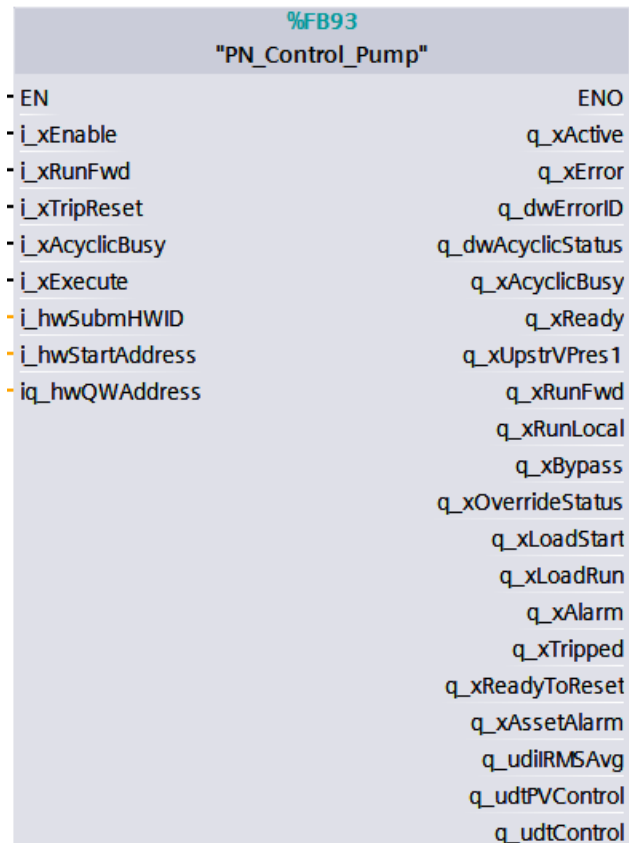 %FB93
"PN_Control_Pump"
EN ENO
i_xEnable q_xActive
i_xRunFwd q_xError
i_xTripReset q_dwErrorID
i_xAcyclicBusy q_dwAcyclicStatus
i_xExecute q_xAcyclicBusy
i_hwSubmHWID q_xReady
i_hwStartAddress q_xUpstrVPres1
iq_hwQWAddress q_xRunFwd
q_xRunLocal
q_xBypass
q_xOverrideStatus
q_xLoadStart
q_xLoadRun
q_xAlarm
q_xTripped
q_xReadyToReset
q_xAssetAlarm
q_udiIRMSAvg
q_udtPVControl
q_udtControl